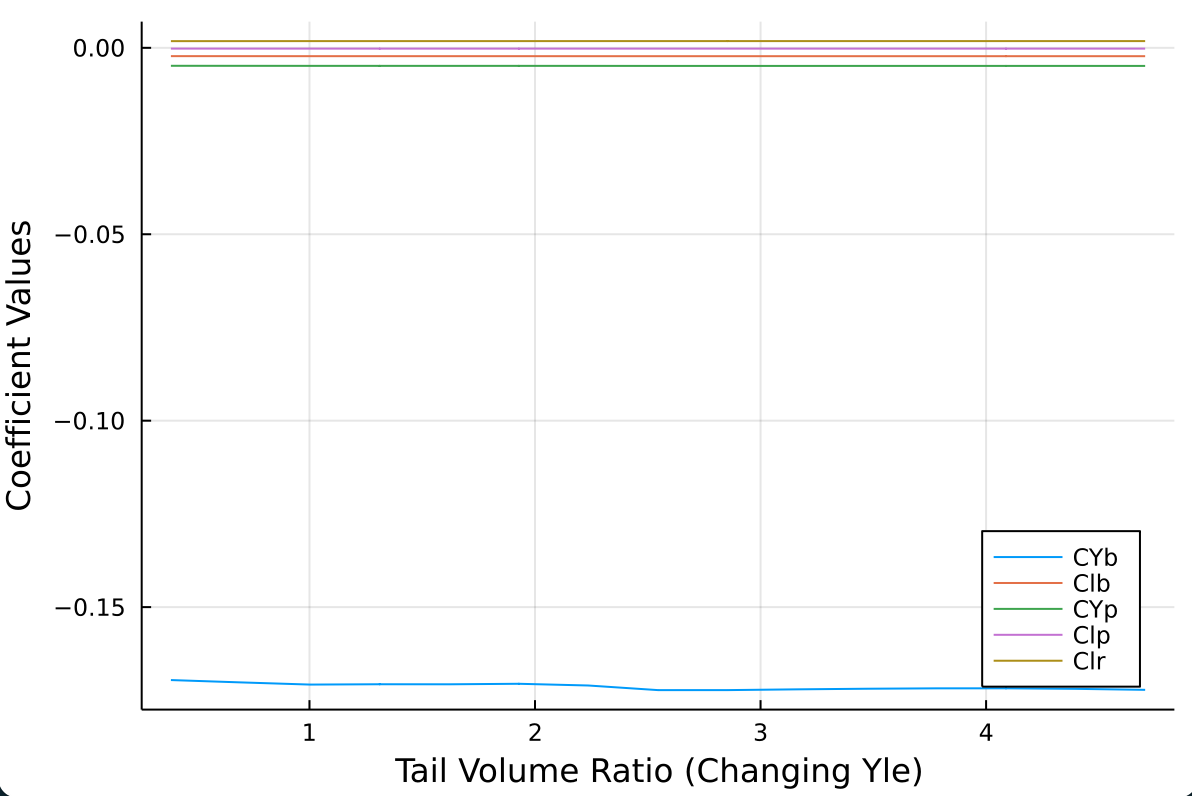 0.00
−0.05
−0.10
−0.15
Coefficient Values
CYb
Clb
CYp
Clp
Clr
1 2 3 4
Tail Volume Ratio (Changing Yle)